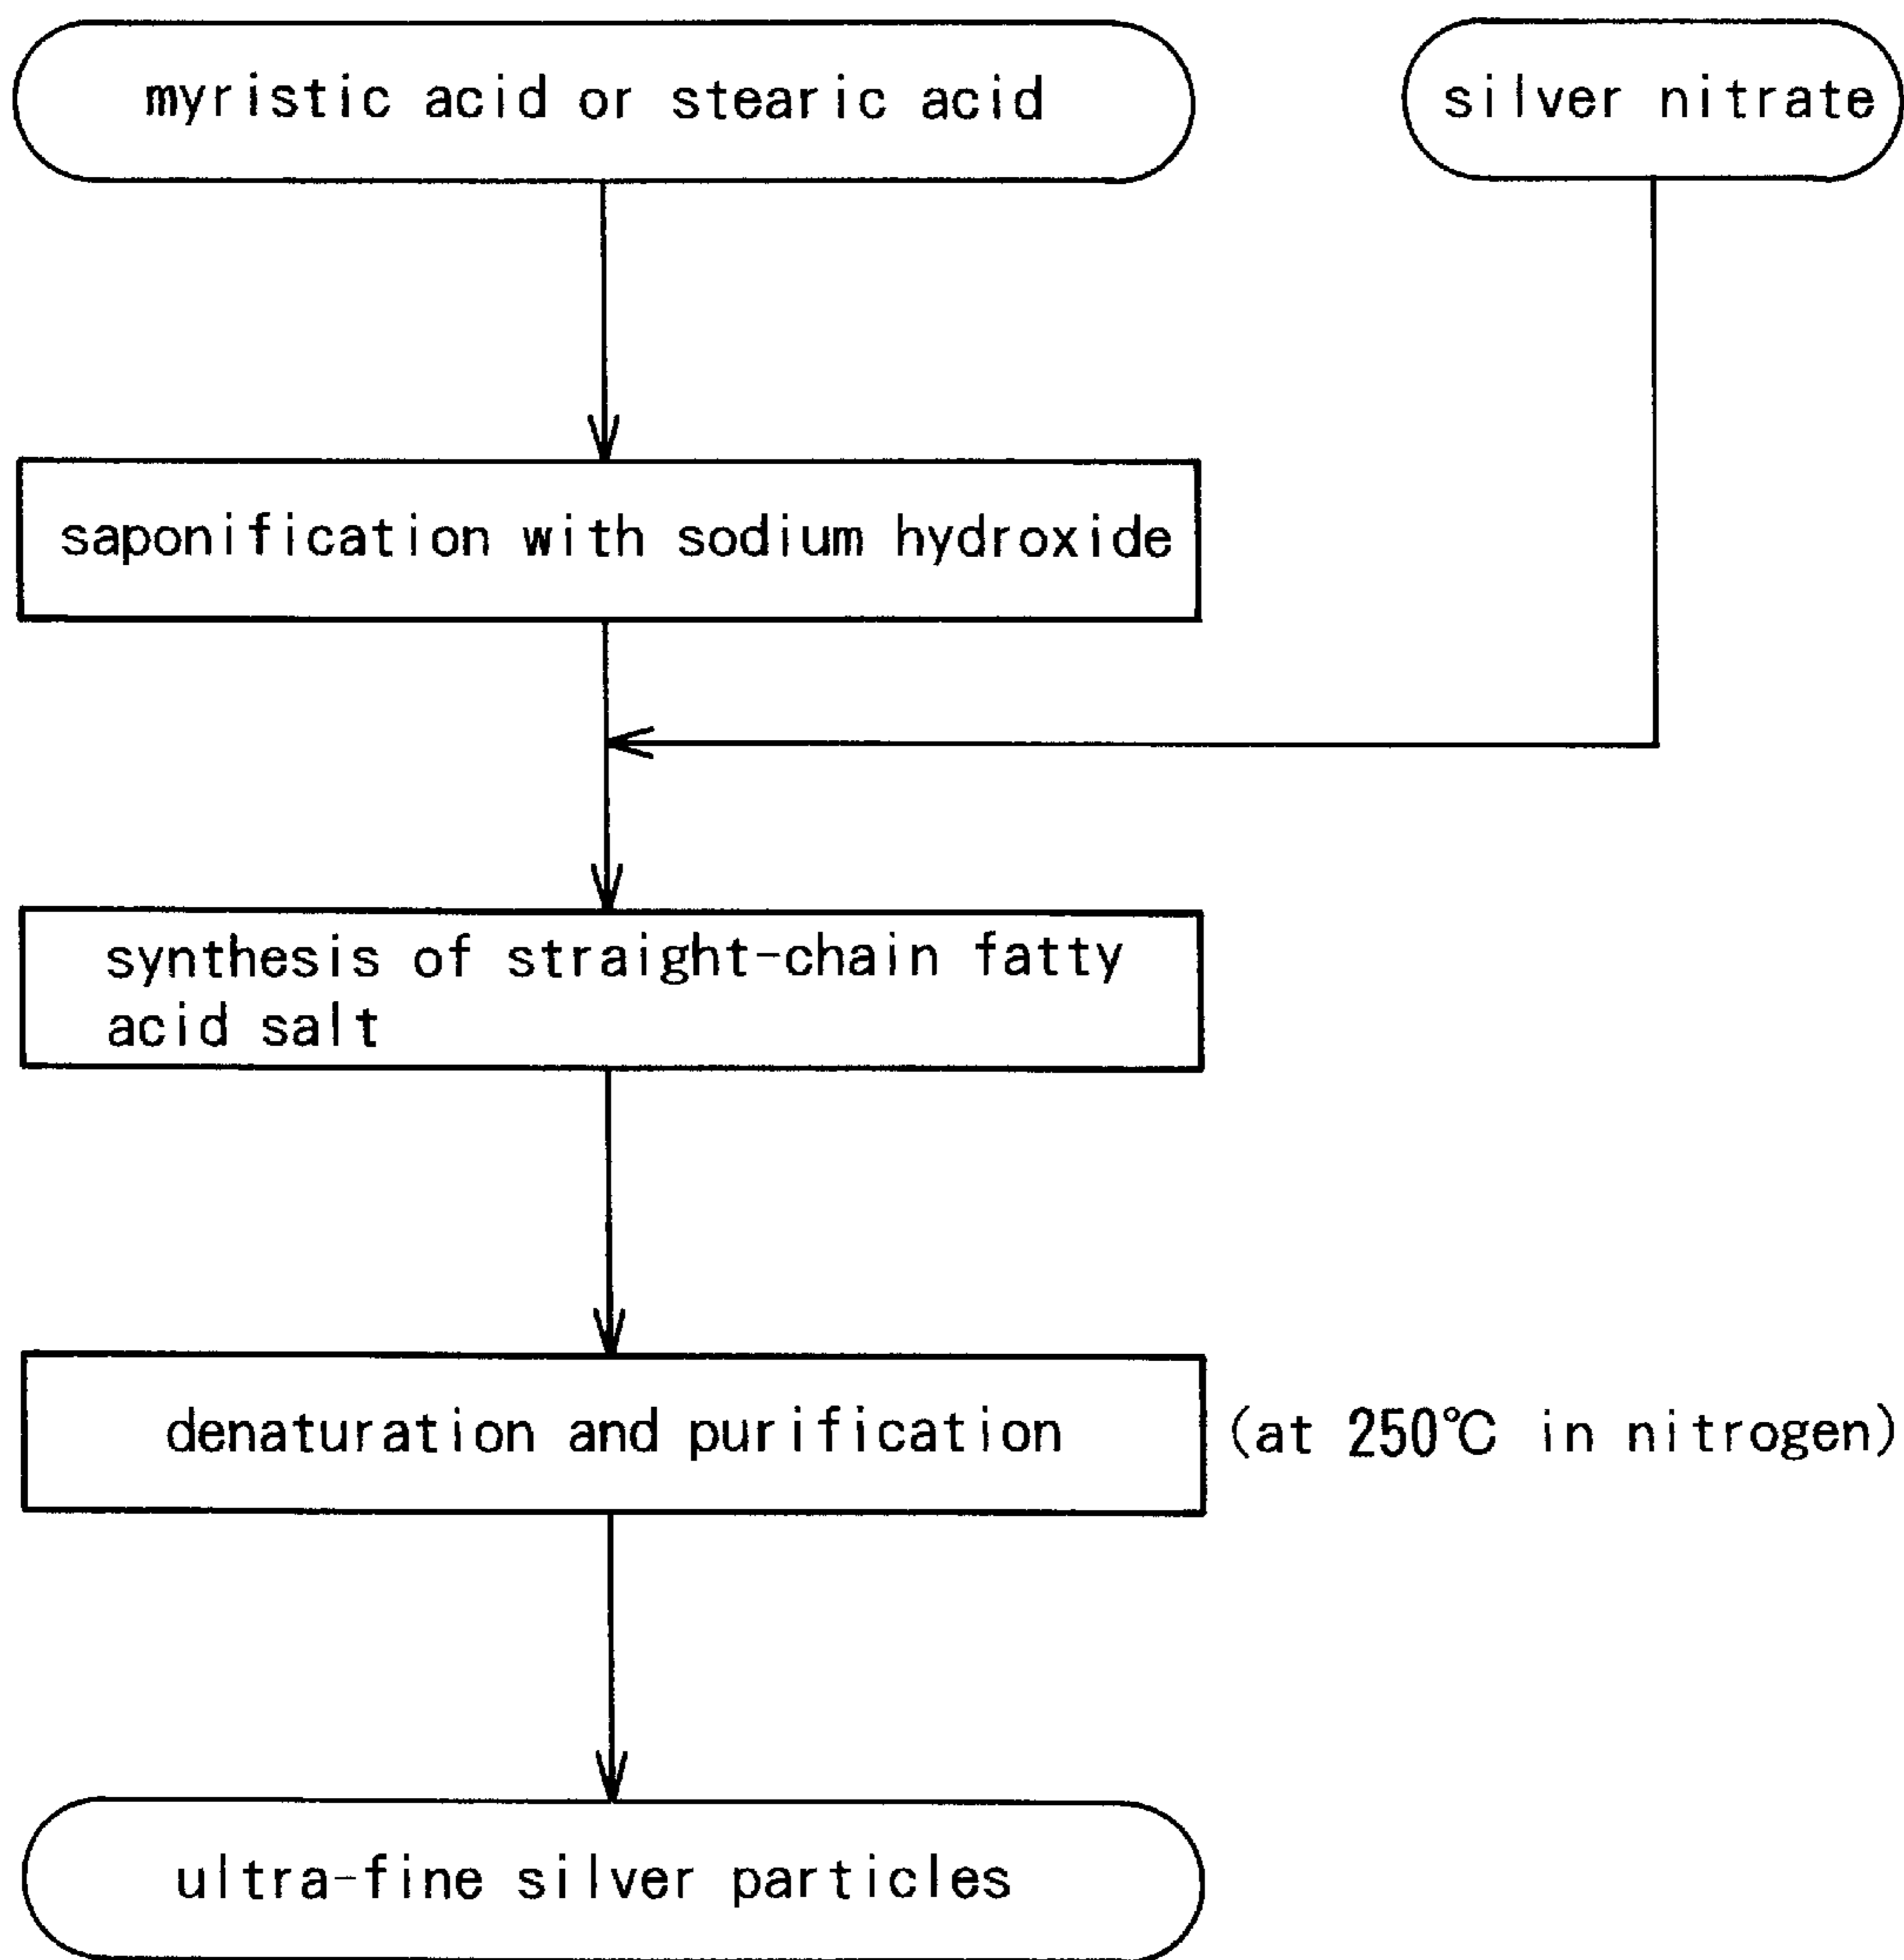 myristic acid or stearic acid
silver nitrate
saponification with sodium hydroxide
synthesis of straight-chain fatty
acid salt
denaturation and purification
(at 250℃ in nitrogen)
ultra-fine silver particles